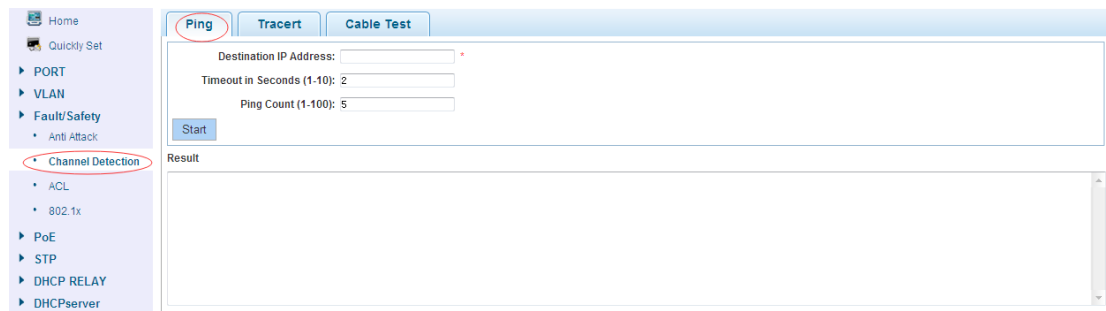 Home
Quickly Set
PORT
VLAN
Fault/Safety
Anti Attack
Channel Detection
ACL
802.1x
PoE
STP
DHCP RELAY
DHCPserver
Ping Tracert Cable Test
Destination IP Address: *
Timeout in Seconds (1-10): 2
Ping Count (1-100): 5
Start
Result